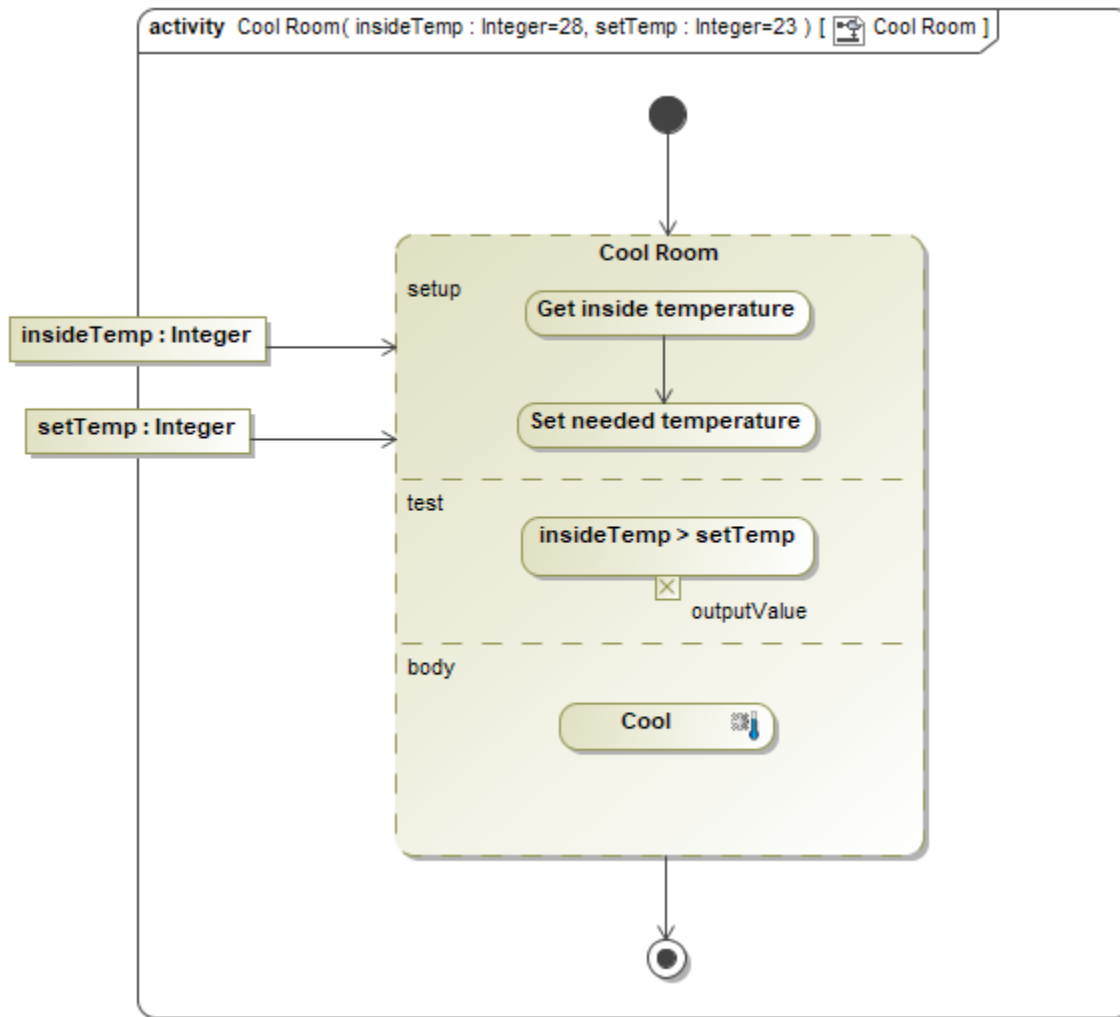 activity Cool Room( insideTemp : Integer=28, setTemp : Integer=23 ) [ Cool Room ]
Cool Room
setup
Get inside temperature
insideTemp : Integer
setTemp : Integer
Set needed temperature
test
insideTemp > setTemp
outputValue
body
Cool